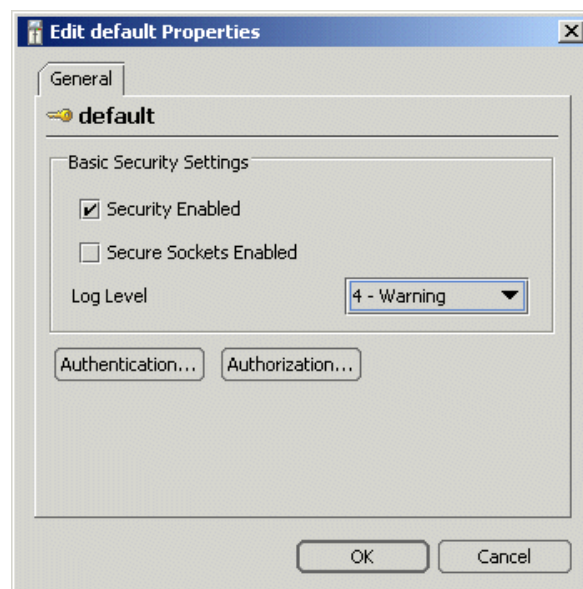 Edit default Properties
General
default
Basic Security Settings
Security Enabled
Secure Sockets Enabled
Log Level 4 - Warning
Authentication... Authorization...
OK Cancel